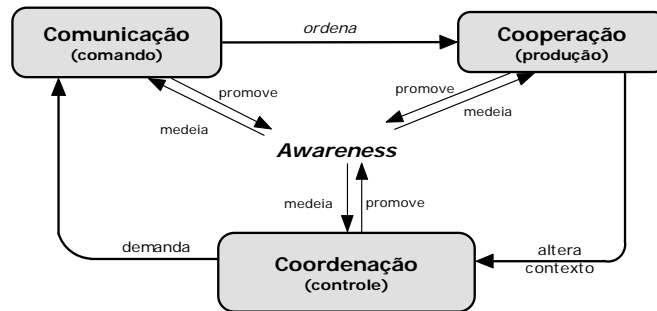 Comunicação
(comando)
ordena
Cooperação
(produção)
promove
medeia
promove
medeia
Awareness
medeia
promove
demanda
Coordenação
(controle)
altera
contexto